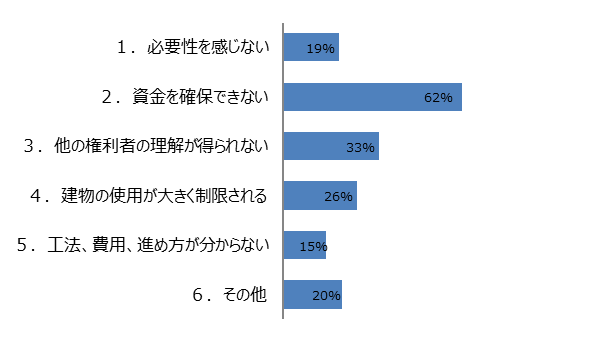 １．必要性を感じない 19%
２．資金を確保できない 62%
３．他の権利者の理解が得られない 33%
４．建物の使用が大きく制限される 26%
５．工法、費用、進め方が分からない 15%
６．その他 20%